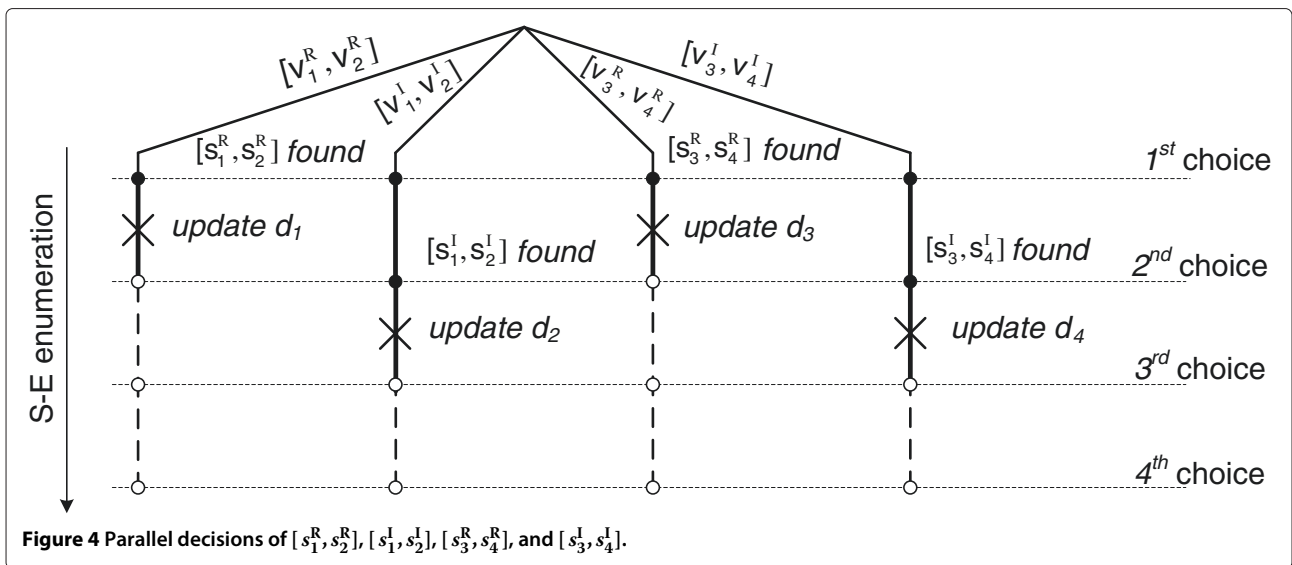 [v₁ᴿ, v₂ᴿ]
[v₁ᴵ, v₂ᴵ]
[v₃ᴿ, v₄ᴿ]
[v₃ᴵ, v₄ᴵ]
[s₁ᴿ, s₂ᴿ] found
[s₃ᴿ, s₄ᴿ] found
1st choice
update d₁
update d₃
[s₁ᴵ, s₂ᴵ] found
[s₃ᴵ, s₄ᴵ] found
2nd choice
update d₂
update d₄
3rd choice
4th choice
S-E enumeration
Figure 4 Parallel decisions of [s₁ᴿ, s₂ᴿ], [s₁ᴵ, s₂ᴵ], [s₃ᴿ, s₄ᴿ], and [s₃ᴵ, s₄ᴵ].